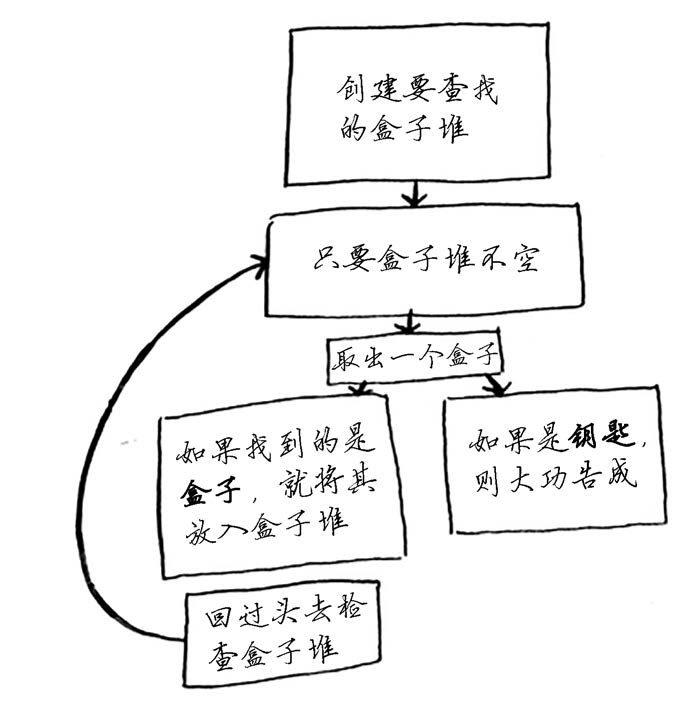 创建要查找
的盒子堆
只要盒子堆不空
取出一个盒子
如果找到的是
盒子，就将其
放入盒子堆
如果是钥匙，
则大功告成
回过头去检
查盒子堆